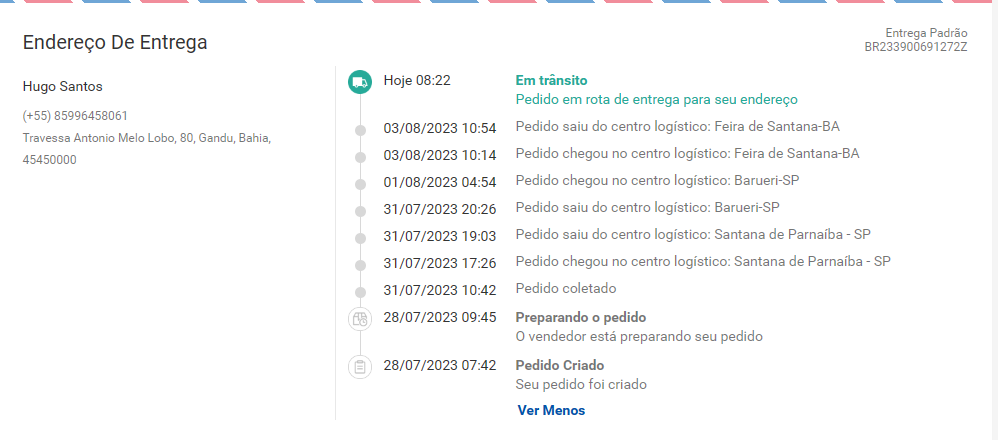 Endereço De Entrega
Entrega Padrão
BR233900691272Z
Hugo Santos
(+55) 85996458061
Travessa Antonio Melo Lobo, 80, Gandu, Bahia,
45450000
Hoje 08:22 Em trânsito
Pedido em rota de entrega para seu endereço
03/08/2023 10:54 Pedido saiu do centro logístico: Feira de Santana-BA
03/08/2023 10:14 Pedido chegou no centro logístico: Feira de Santana-BA
01/08/2023 04:54 Pedido chegou no centro logístico: Barueri-SP
31/07/2023 20:26 Pedido saiu do centro logístico: Barueri-SP
31/07/2023 19:03 Pedido saiu do centro logístico: Santana de Parnaíba - SP
31/07/2023 17:26 Pedido chegou no centro logístico: Santana de Parnaíba - SP
31/07/2023 10:42 Pedido coletado
28/07/2023 09:45 Preparando o pedido
O vendedor está preparando seu pedido
28/07/2023 07:42 Pedido Criado
Seu pedido foi criado
Ver Menos